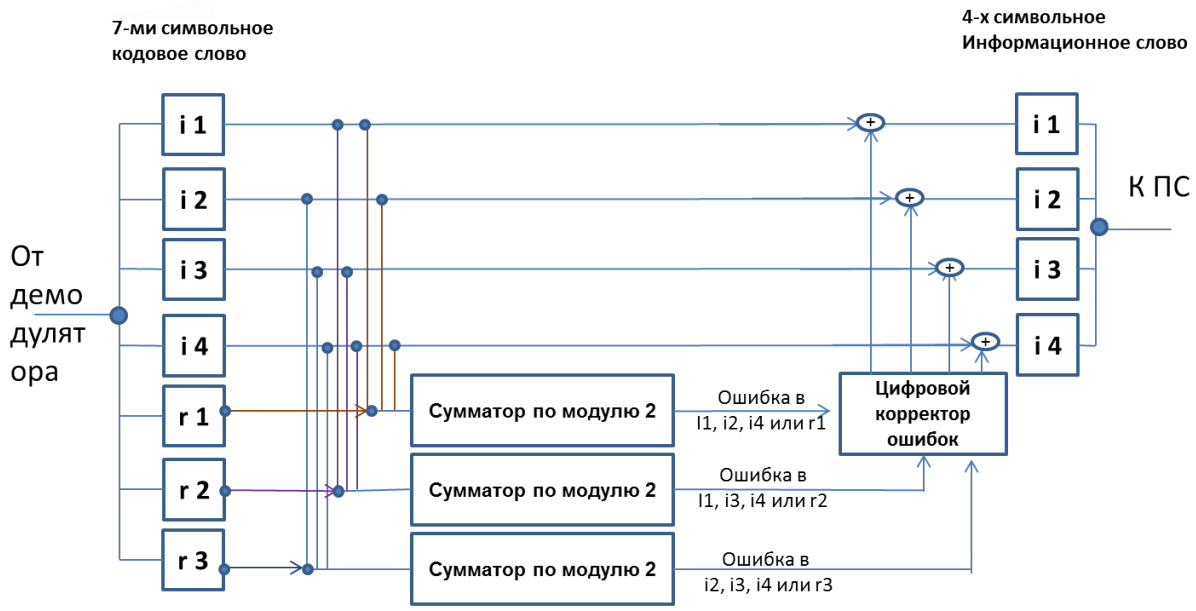 7-ми символьное
кодовое слово
4-х символьное
Информационное слово
i 1
i 1
i 2
i 2
К ПС
i 3
i 3
От
демо
дулят
ора
i 4
i 4
r 1
Сумматор по модулю 2
Ошибка в
I1, i2, i4 или r1
Цифровой
корректор
ошибок
r 2
Сумматор по модулю 2
Ошибка в
I1, i3, i4 или r2
r 3
Сумматор по модулю 2
Ошибка в
i2, i3, i4 или r3
+
+
+
+